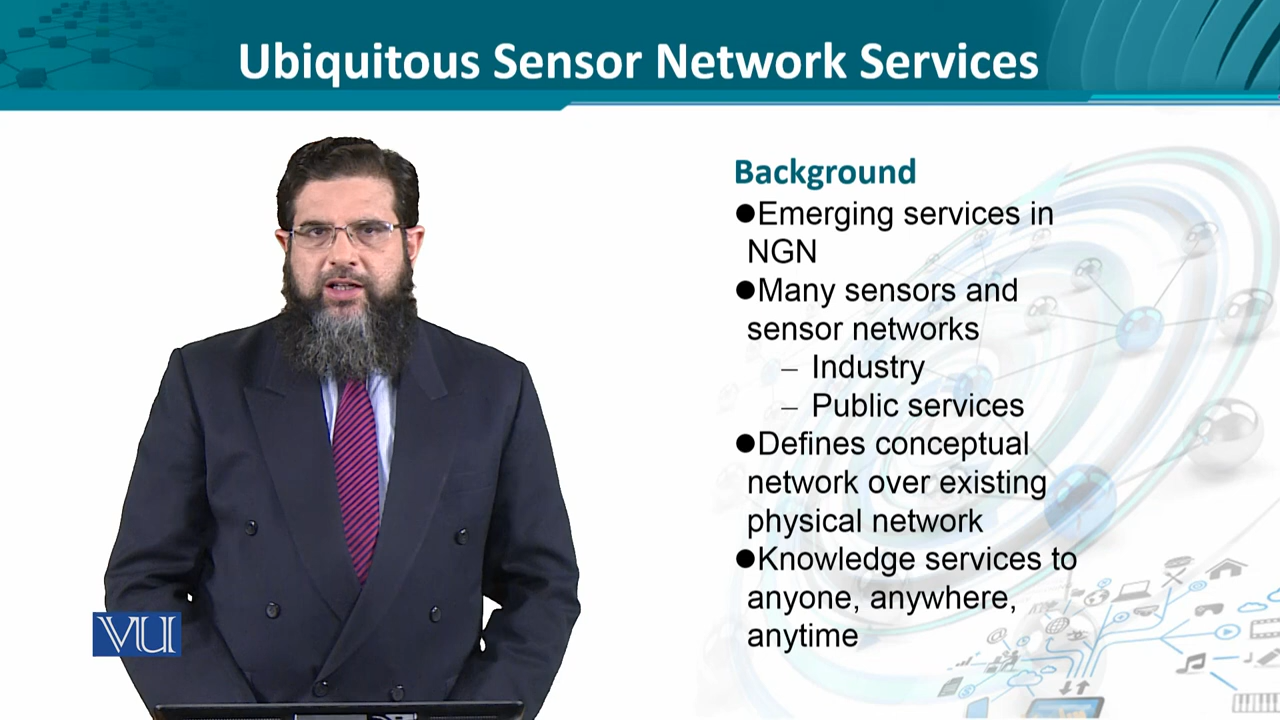 Ubiquitous Sensor Network Services
Background
●Emerging services in
NGN
●Many sensors and
sensor networks
– Industry
– Public services
●Defines conceptual
network over existing
physical network
●Knowledge services to
anyone, anywhere,
anytime
VU